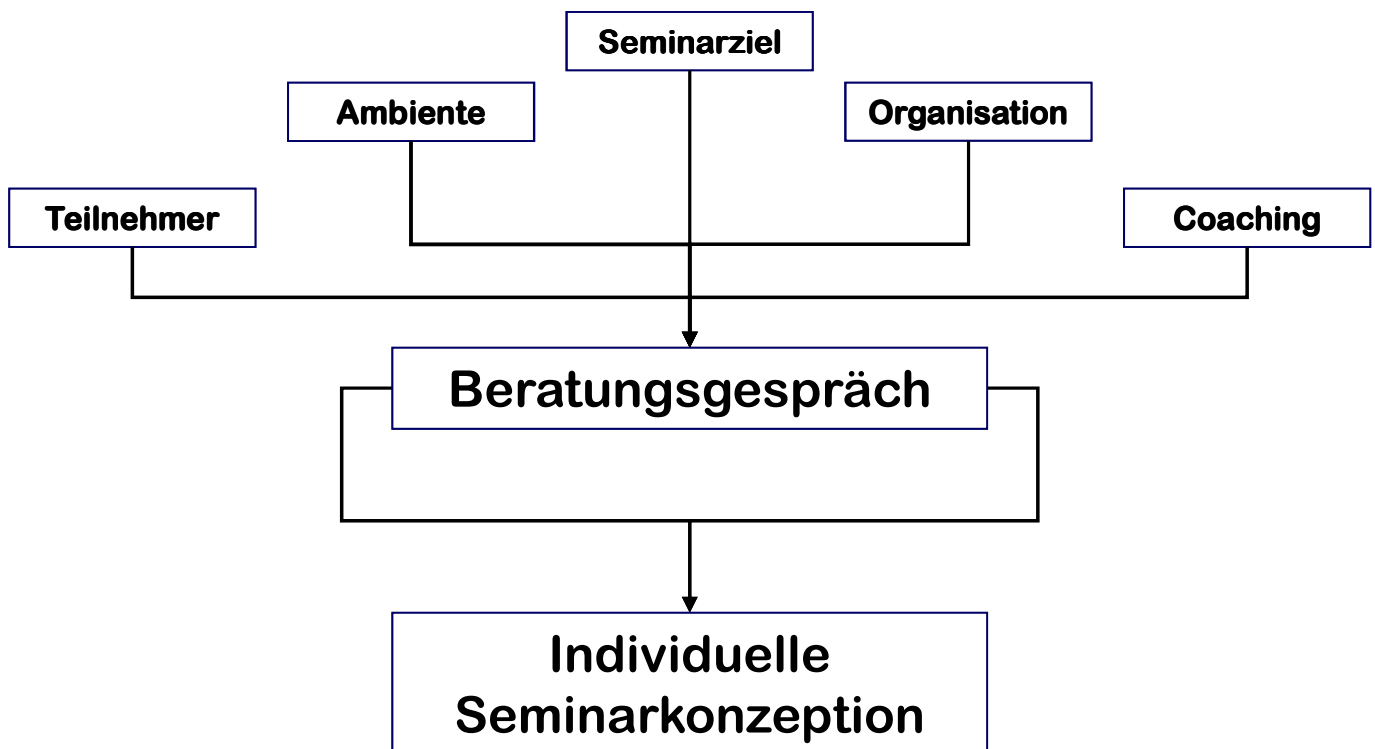 Seminarziel
Ambiente
Organisation
Teilnehmer
Coaching
Beratungsgespräch
Individuelle
Seminarkonzeption